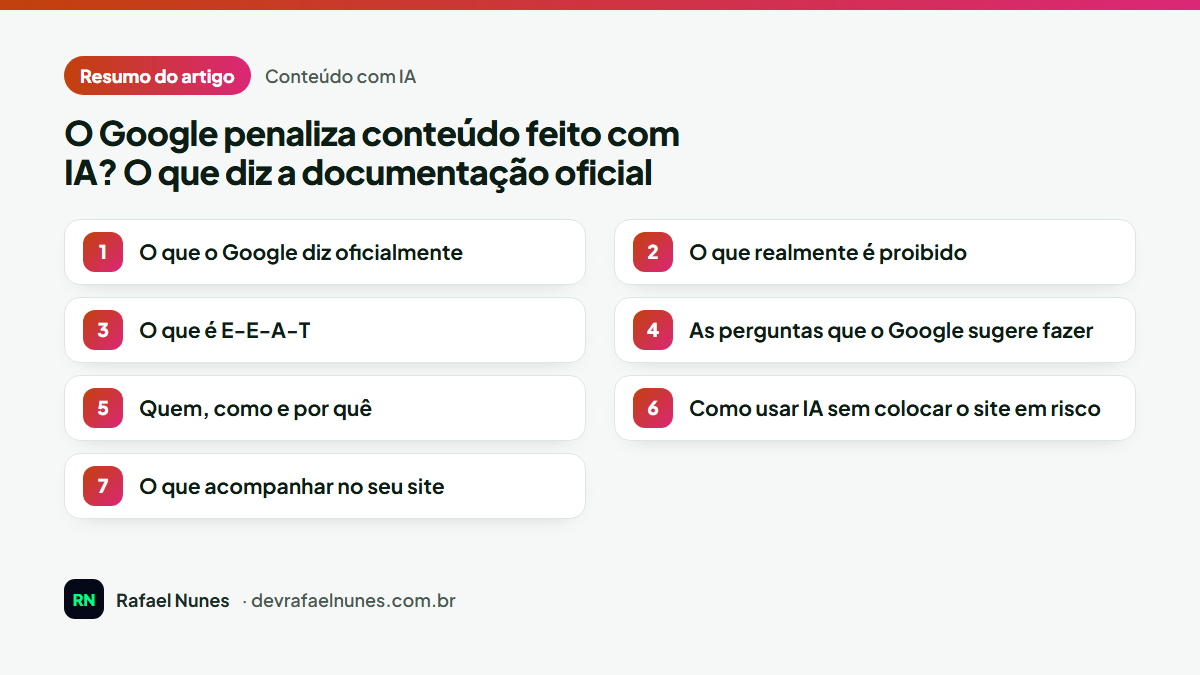 Resumo do artigo
Conteúdo com IA
O Google penaliza conteúdo feito com
IA? O que diz a documentação oficial
1 O que o Google diz oficialmente
2 O que realmente é proibido
3 O que é E-E-A-T
4 As perguntas que o Google sugere fazer
5 Quem, como e por quê
6 Como usar IA sem colocar o site em risco
7 O que acompanhar no seu site
RN Rafael Nunes · devrafaelnunes.com.br